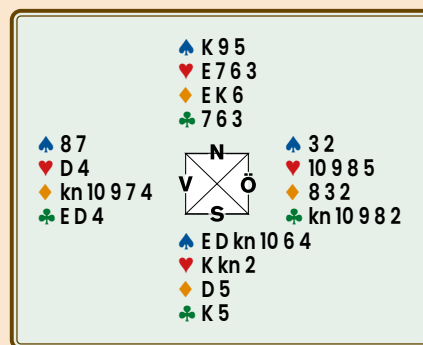 ♠ K 9 5
♥ E 7 6 3
♦ E K 6
♣ 7 6 3
♠ 8 7
♥ D 4
♦ kn 10 9 7 4
♣ E D 4
N
V Ö
S
♠ 3 2
♥ 10 9 8 5
♦ 8 3 2
♣ kn 10 9 8 2
♠ E D kn 10 6 4
♥ K kn 2
♦ D 5
♣ K 5